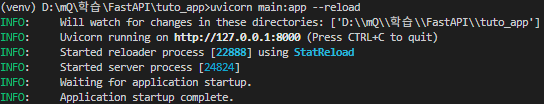 (venv) D:\mQ\학습\FastAPI\tuto_app>uvicorn main:app --reload
INFO:     Will watch for changes in these directories: ['D:\\mQ\\학습\\FastAPI\\tuto_app']
INFO:     Uvicorn running on http://127.0.0.1:8000 (Press CTRL+C to quit)
INFO:     Started reloader process [22888] using StatReload
INFO:     Started server process [24824]
INFO:     Waiting for application startup.
INFO:     Application startup complete.